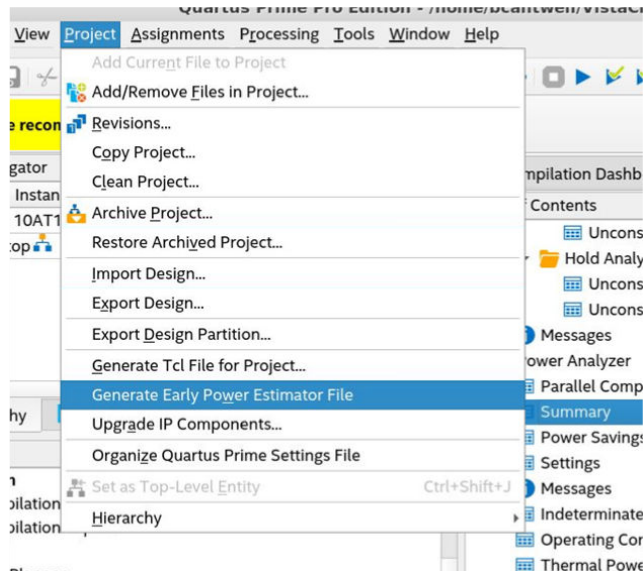 Quartus Prime Pro Edition - /home/bcantwell/VistaCr
View Project Assignments Processing Tools Window Help
Add Current File to Project
Add/Remove Files in Project...
e recon
Revisions...
Copy Project...
gator
Clean Project...
mpilation Dashb
Instan
Contents
10AT1
Archive Project...
Uncons
op
Restore Archived Project...
Hold Analy
Import Design...
Uncons
Export Design...
Uncons
Export Design Partition...
Messages
Generate Tcl File for Project...
ower Analyzer
Generate Early Power Estimator File
Parallel Comp
hy
Upgrade IP Components...
Summary
Organize Quartus Prime Settings File
Power Savings
Settings
Set as Top-Level Entity Ctrl+Shift+J
Messages
pilation
Hierarchy
Indeterminate
pilation
Operating Con
Thermal Powe